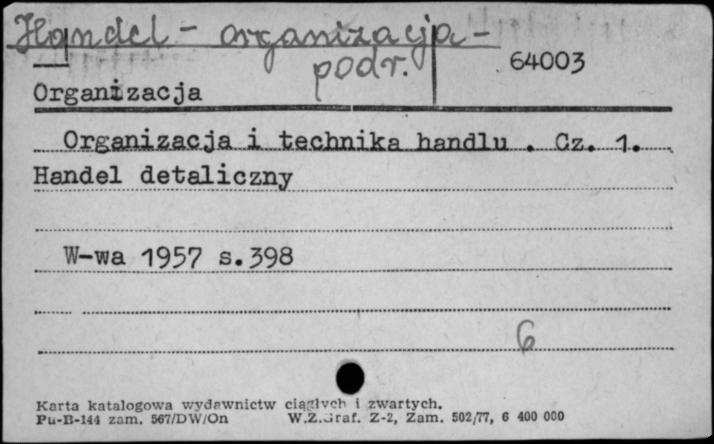 Handel - organizacja -
podr. 64003
Organizacja
Organizacja i technika handlu . Cz. 1.
Handel detaliczny
W-wa 1957 s.398
6
Karta katalogowa wydawnictw ciągłych i zwartych.
Pu-B-144 zam. 567/DW/On W.Z.Graf. Z-2, Zam. 502/77, 6 400 000